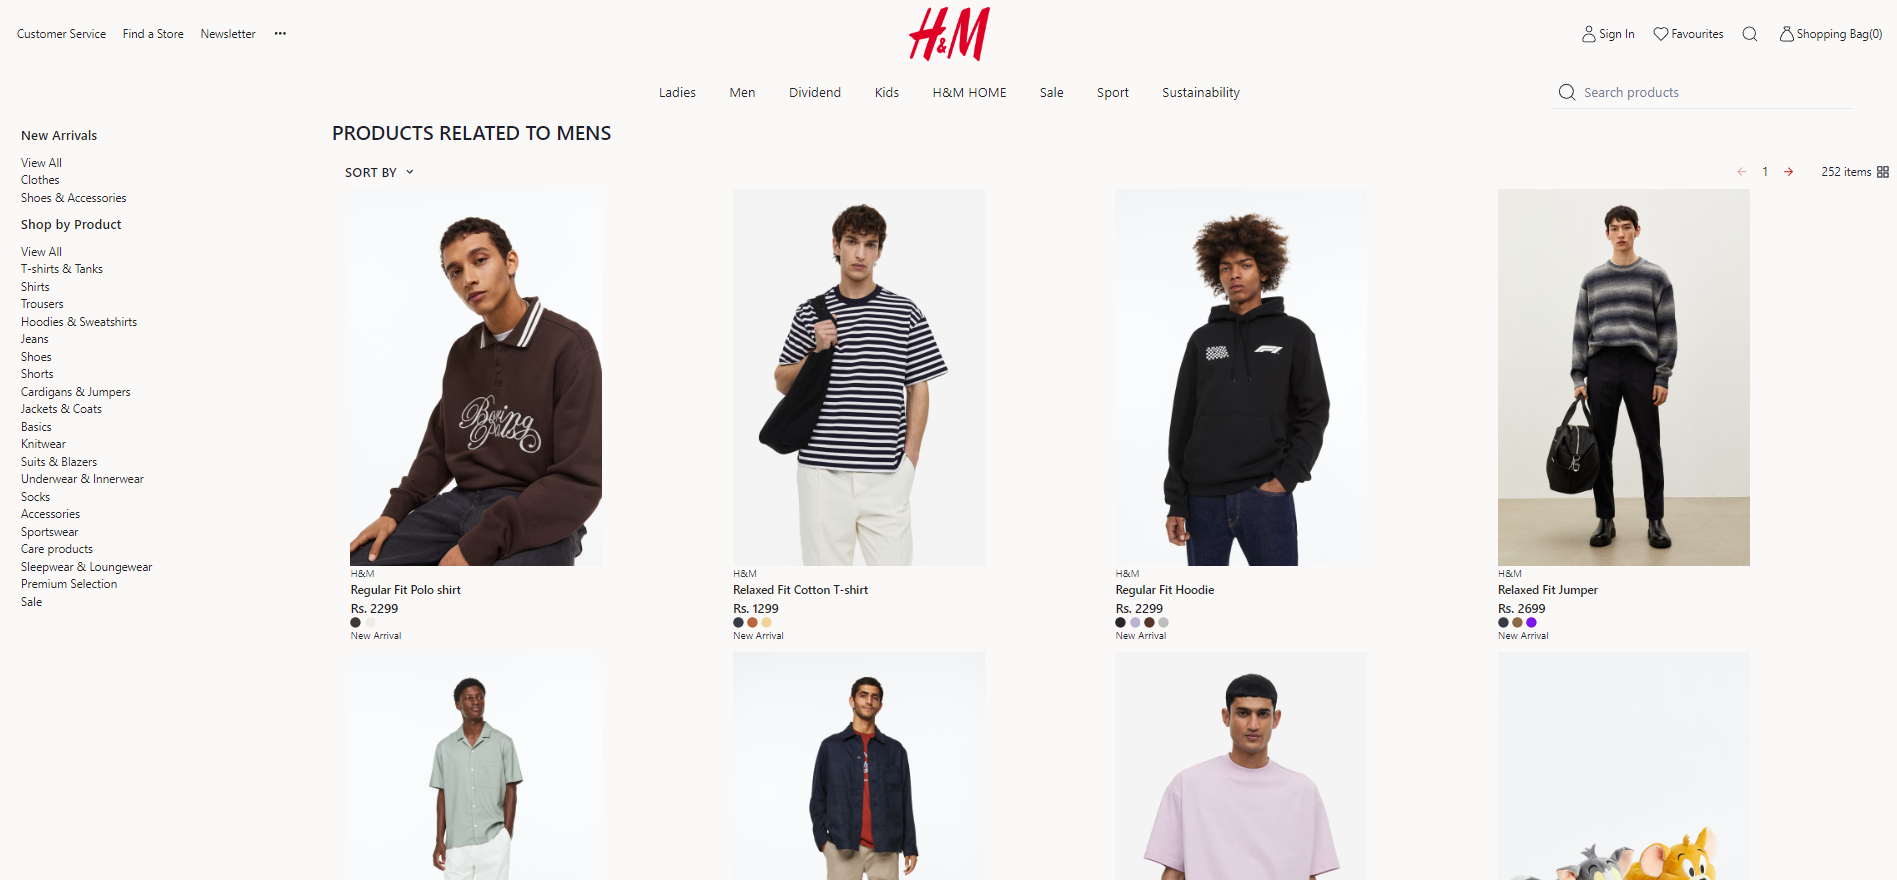 Customer Service Find a Store Newsletter •••
H&M
Sign In Favourites Shopping Bag(0)
Ladies Men Dividend Kids H&M HOME Sale Sport Sustainability
Search products
New Arrivals
View All
Clothes
Shoes & Accessories
Shop by Product
View All
T-shirts & Tanks
Shirts
Trousers
Hoodies & Sweatshirts
Jeans
Shoes
Shorts
Cardigans & Jumpers
Jackets & Coats
Basics
Knitwear
Suits & Blazers
Underwear & Innerwear
Socks
Accessories
Sportswear
Care products
Sleepwear & Loungewear
Premium Selection
Sale
PRODUCTS RELATED TO MENS
SORT BY
1
252 items
Boxing
F1
H&M
Regular Fit Polo shirt
Rs. 2299
New Arrival
H&M
Relaxed Fit Cotton T-shirt
Rs. 1299
New Arrival
H&M
Regular Fit Hoodie
Rs. 2299
New Arrival
H&M
Relaxed Fit Jumper
Rs. 2699
New Arrival